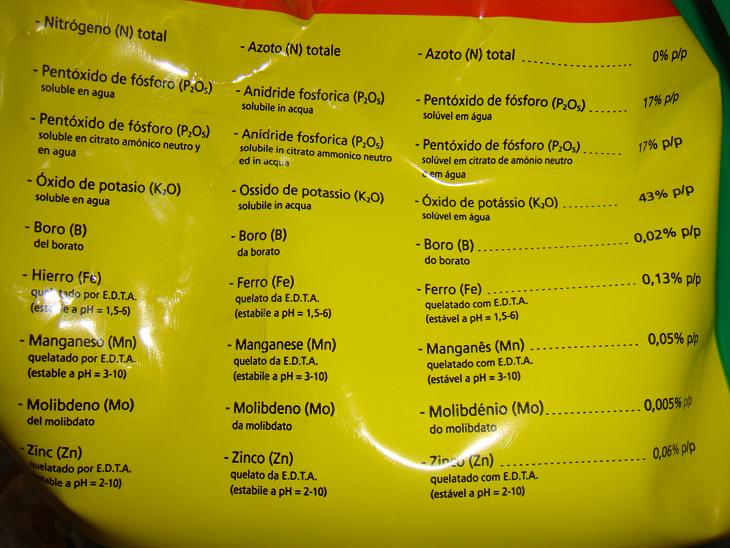 - Nitrógeno (N) total
- Pentóxido de fósforo (P₂O₅)
soluble en agua
- Pentóxido de fósforo (P₂O₅)
soluble en citrato amónico neutro y
en agua
- Óxido de potasio (K₂O)
soluble en agua
- Boro (B)
del borato
- Hierro (Fe)
quelatado por E.D.T.A.
(estable a pH = 1,5-6)
- Manganeso (Mn)
quelatado por E.D.T.A.
(estable a pH = 3-10)
- Molibdeno (Mo)
del molibdato
- Zinc (Zn)
quelatado por E.D.T.A.
(estable a pH = 2-10)
- Azoto (N) totale
- Anidride fosforica (P₂O₅)
solubile in acqua
- Anidride fosforica (P₂O₅)
solubile in citrato ammonico neutro
ed in acqua
- Ossido de potassio (K₂O)
solubile in acqua
- Boro (B)
da borato
- Ferro (Fe)
quelato da E.D.T.A.
(estabile a pH = 1,5-6)
- Manganese (Mn)
quelato da E.D.T.A.
(estabile a pH = 3-10)
- Molibdeno (Mo)
da molibdato
- Zinco (Zn)
quelato da E.D.T.A.
(estabile a pH = 2-10)
- Azoto (N) total .................... 0% p/p
- Pentóxido de fósforo (P₂O₅) ........ 17% p/p
solúvel em água
- Pentóxido de fósforo (P₂O₅) ........ 17% p/p
solúvel em citrato de amónio neutro
e em água
- Óxido de potássio (K₂O) ............ 43% p/p
solúvel em água
- Boro (B) ........................... 0,02% p/p
do borato
- Ferro (Fe) ......................... 0,13% p/p
quelatado com E.D.T.A.
(estável a pH = 1,5-6)
- Manganês (Mn) ...................... 0,05% p/p
quelatado com E.D.T.A.
(estável a pH = 3-10)
- Molibdénio (Mo) .................... 0,005% p/p
do molibdato
- Zinco (Zn) ......................... 0,06% p/p
quelatado com E.D.T.A.
(estável a pH = 2-10)